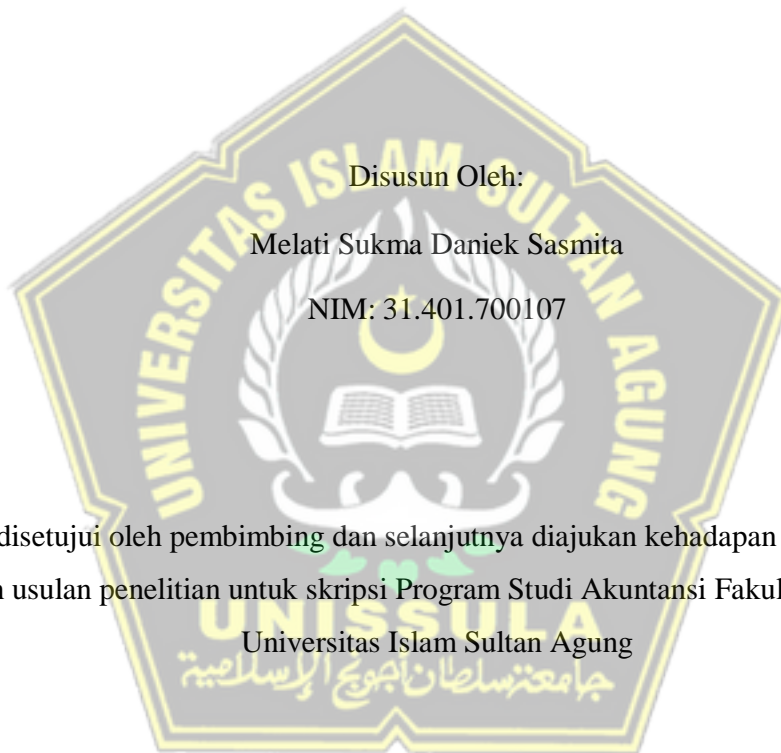 UNIVERSITAS ISLAM SULTAN AGUNG
Disusun Oleh:
Melati Sukma Daniek Sasmita
NIM: 31.401.700107
disetujui oleh pembimbing dan selanjutnya diajukan kehadapan
usulan penelitian untuk skripsi Program Studi Akuntansi
UNISSULA
Universitas Islam Sultan Agung
جامعة سلطان أجونج الإسلامية